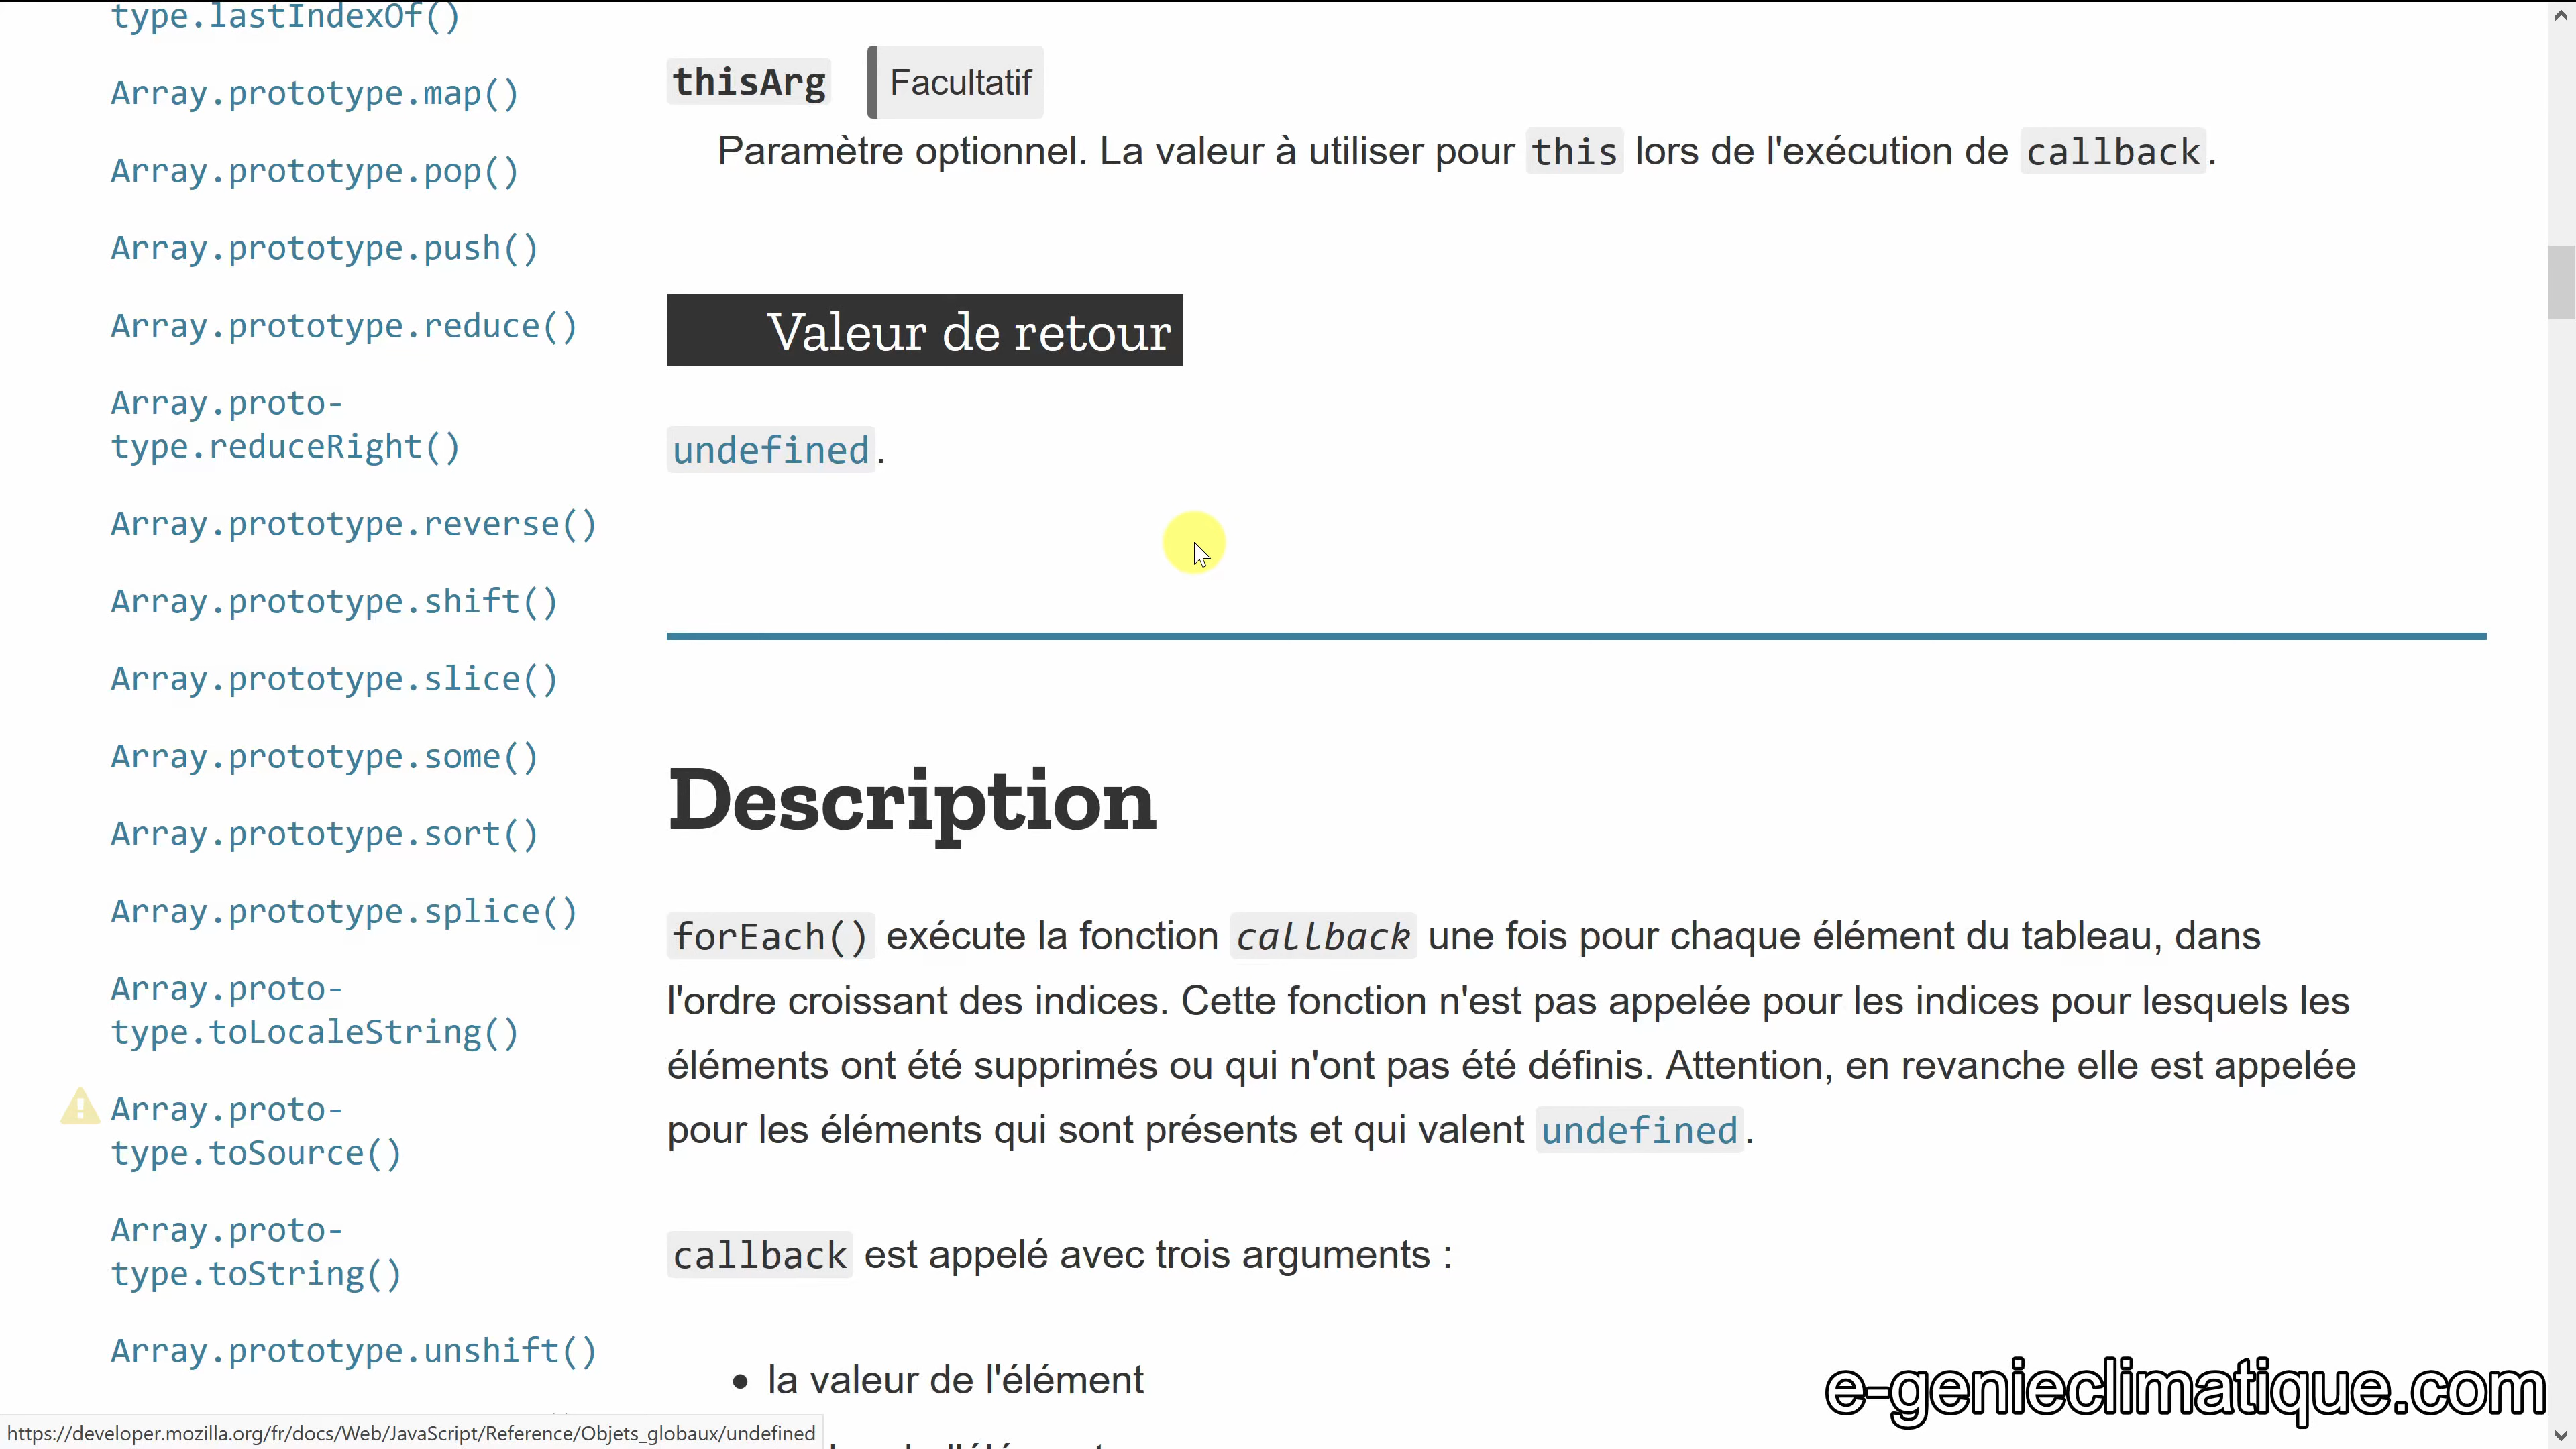 type.lastIndexOf()
Array.prototype.map()
Array.prototype.pop()
Array.prototype.push()
Array.prototype.reduce()
Array.proto-
type.reduceRight()
Array.prototype.reverse()
Array.prototype.shift()
Array.prototype.slice()
Array.prototype.some()
Array.prototype.sort()
Array.prototype.splice()
Array.proto-
type.toLocaleString()
Array.proto-
type.toSource()
Array.proto-
type.toString()
Array.prototype.unshift()
thisArg Facultatif
Paramètre optionnel. La valeur à utiliser pour this lors de l'exécution de callback.
Valeur de retour
undefined.
Description
forEach() exécute la fonction callback une fois pour chaque élément du tableau, dans
l'ordre croissant des indices. Cette fonction n'est pas appelée pour les indices pour lesquels les
éléments ont été supprimés ou qui n'ont pas été définis. Attention, en revanche elle est appelée
pour les éléments qui sont présents et qui valent undefined.
callback est appelé avec trois arguments :
• la valeur de l'élément
e-genieclimatique.com
https://developer.mozilla.org/fr/docs/Web/JavaScript/Reference/Objets_globaux/undefined